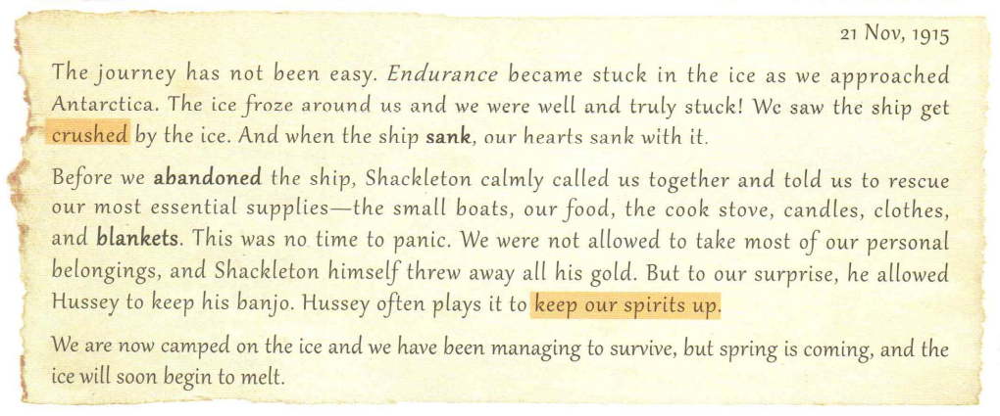 21 Nov, 1915
The journey has not been easy. Endurance became stuck in the ice as we approached
Antarctica. The ice froze around us and we were well and truly stuck! We saw the ship get
crushed by the ice. And when the ship sank, our hearts sank with it.
Before we abandoned the ship, Shackleton calmly called us together and told us to rescue
our most essential supplies—the small boats, our food, the cook stove, candles, clothes,
and blankets. This was no time to panic. We were not allowed to take most of our personal
belongings, and Shackleton himself threw away all his gold. But to our surprise, he allowed
Hussey to keep his banjo. Hussey often plays it to keep our spirits up.
We are now camped on the ice and we have been managing to survive, but spring is coming, and the
ice will soon begin to melt.